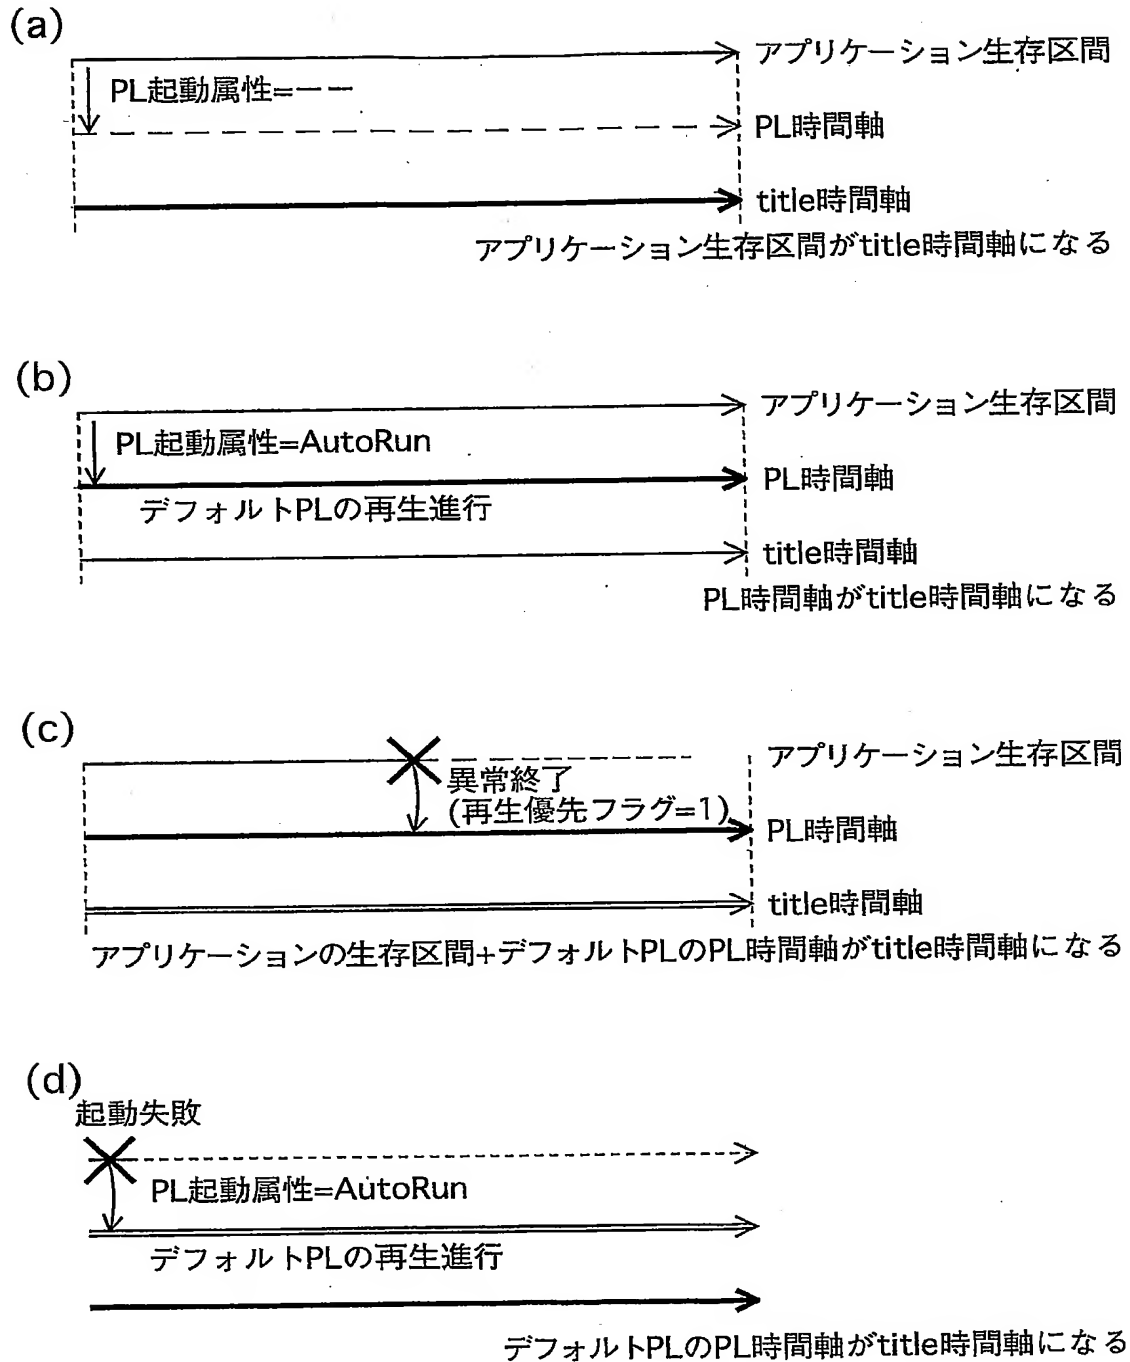 (a)
アプリケーション生存区間
PL起動属性=−−
PL時間軸
title時間軸
アプリケーション生存区間がtitle時間軸になる
(b)
アプリケーション生存区間
PL起動属性=AutoRun
PL時間軸
デフォルトPLの再生進行
title時間軸
PL時間軸がtitle時間軸になる
(c)
アプリケーション生存区間
異常終了
(再生優先フラグ=1)
PL時間軸
title時間軸
アプリケーションの生存区間+デフォルトPLのPL時間軸がtitle時間軸になる
(d)
起動失敗
PL起動属性=AutoRun
デフォルトPLの再生進行
デフォルトPLのPL時間軸がtitle時間軸になる